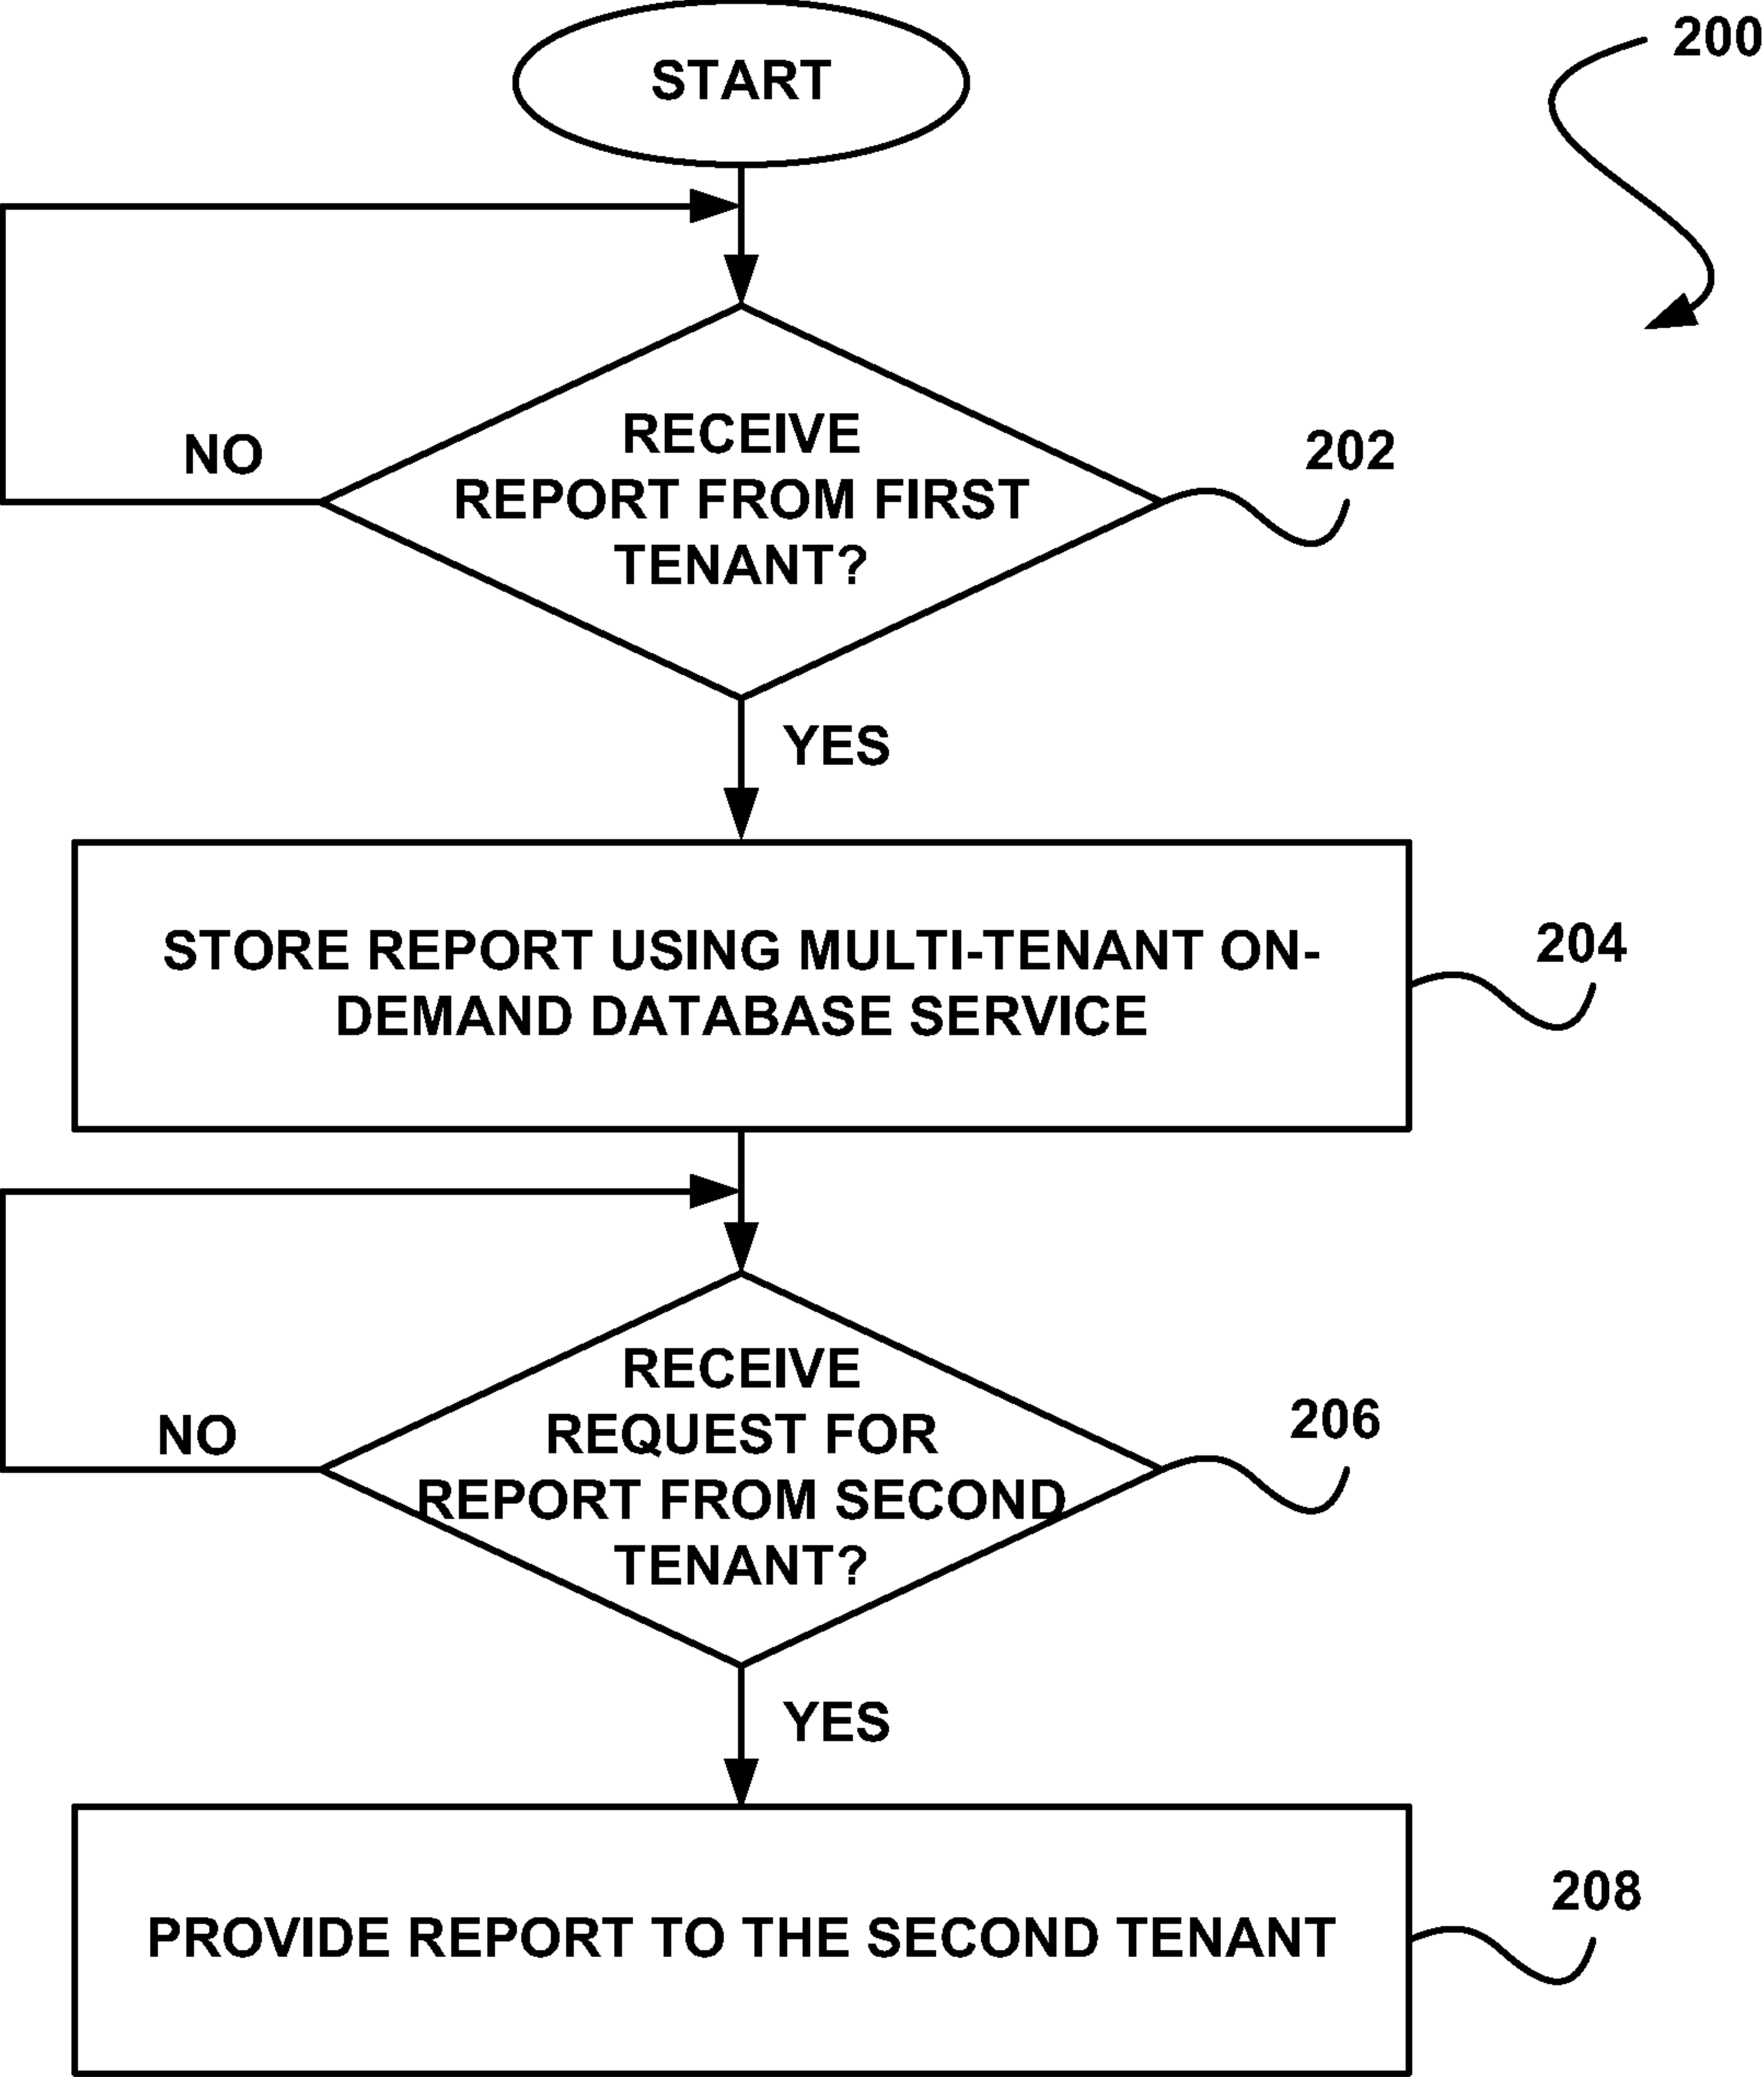 START
200
RECEIVE
REPORT FROM FIRST
TENANT?
NO
202
YES
STORE REPORT USING MULTI-TENANT ON-
DEMAND DATABASE SERVICE
204
RECEIVE
REQUEST FOR
REPORT FROM SECOND
TENANT?
NO
206
YES
PROVIDE REPORT TO THE SECOND TENANT
208